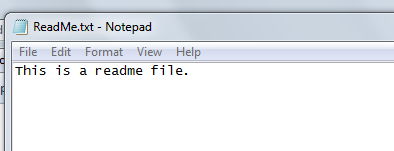 ReadMe.txt - Notepad
File Edit Format View Help
This is a readme file.